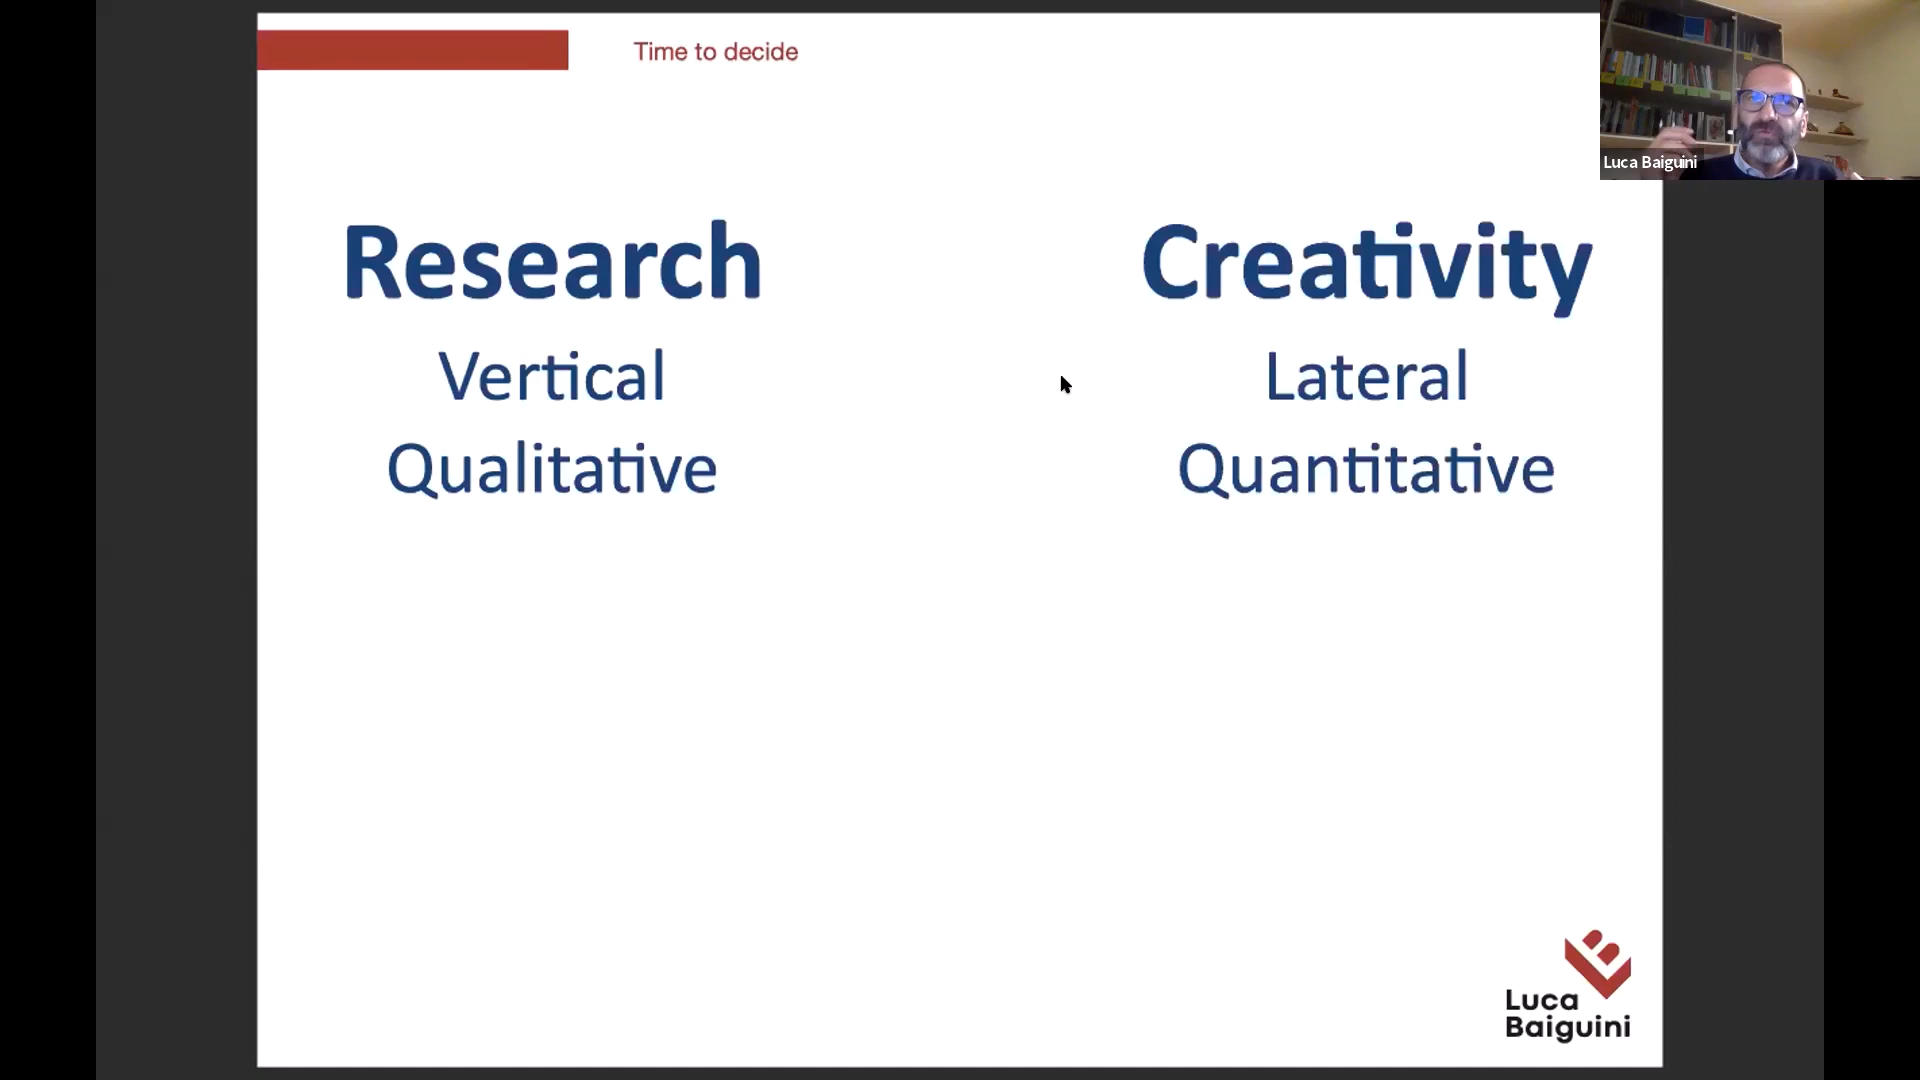 Time to decide
Luca Baiguini
Research
Vertical
Qualitative
Creativity
Lateral
Quantitative
Luca
Baiguini